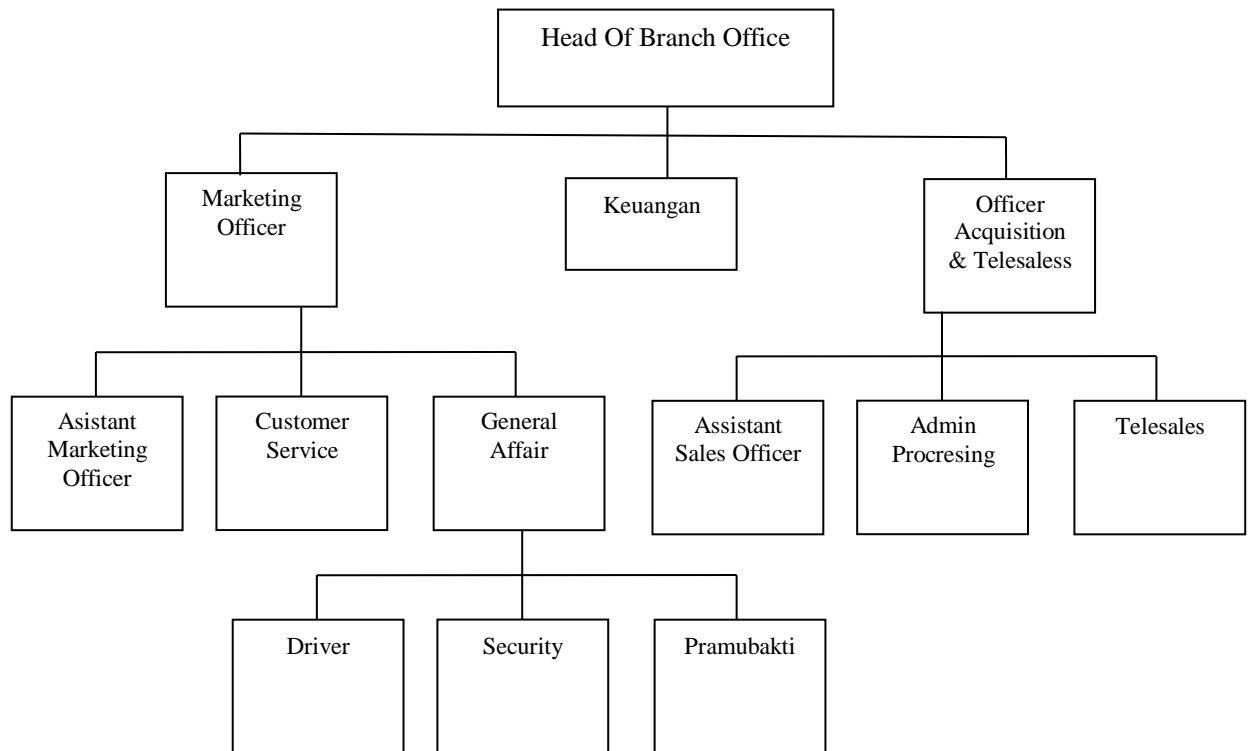 Head Of Branch Office
Marketing
Officer
Keuangan
Officer
Acquisition
& Telesaless
Asistant
Marketing
Officer
Customer
Service
General
Affair
Assistant
Sales Officer
Admin
Procresing
Telesales
Driver
Security
Pramubakti